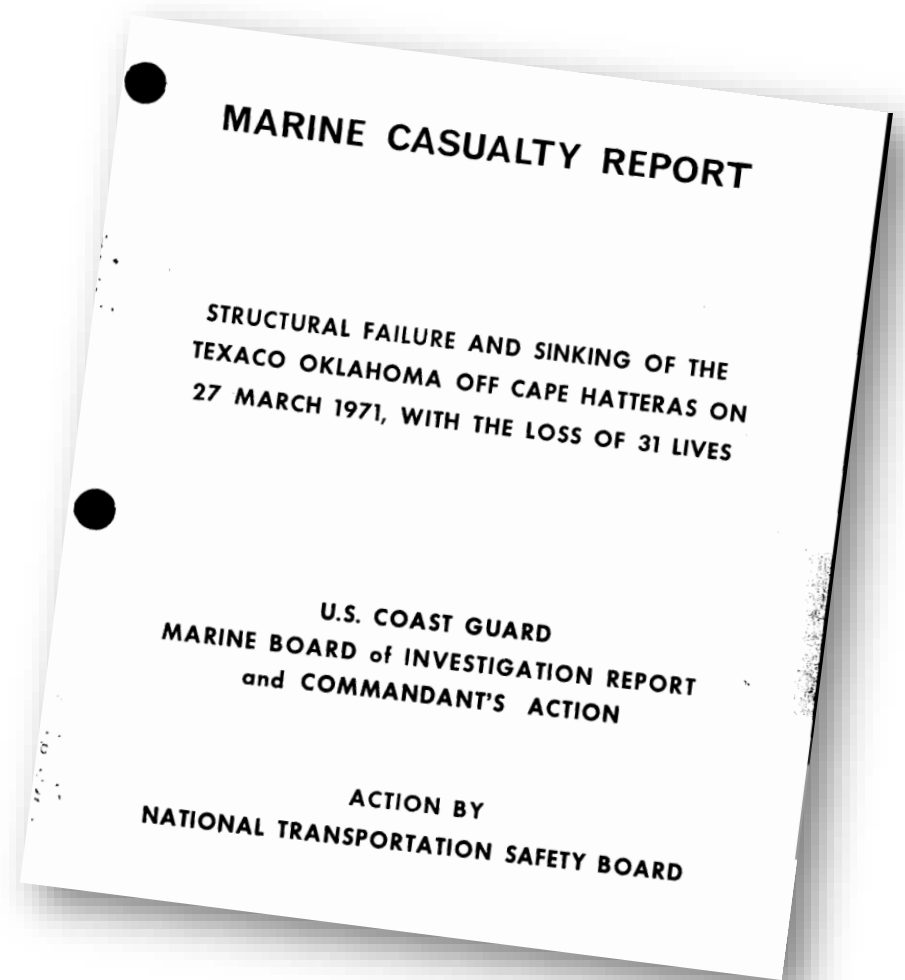 MARINE CASUALTY REPORT
STRUCTURAL FAILURE AND SINKING OF THE
TEXACO OKLAHOMA OFF CAPE HATTERAS ON
27 MARCH 1971, WITH THE LOSS OF 31 LIVES
U.S. COAST GUARD
MARINE BOARD of INVESTIGATION REPORT
and COMMANDANT'S ACTION
ACTION BY
NATIONAL TRANSPORTATION SAFETY BOARD